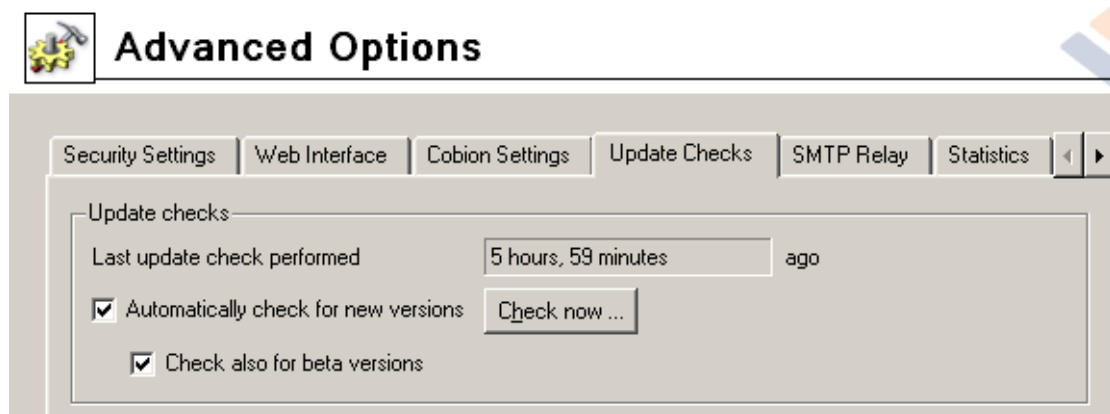 Advanced Options
Security Settings Web Interface Cobion Settings Update Checks SMTP Relay Statistics
Update checks
Last update check performed 5 hours, 59 minutes ago
Automatically check for new versions Check now ...
Check also for beta versions